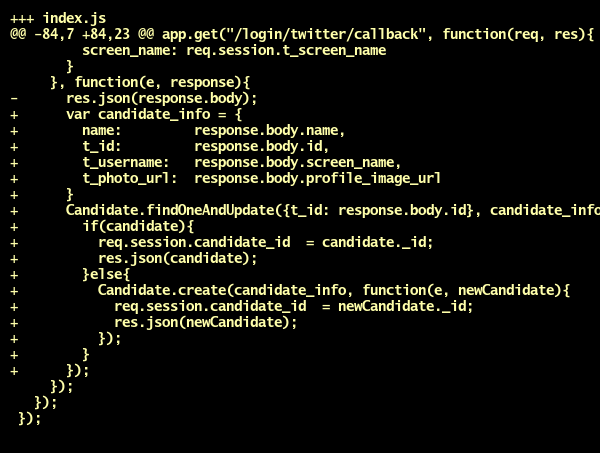 +++ index.js
@@ -84,7 +84,23 @@ app.get("/login/twitter/callback", function(req, res){
         screen_name: req.session.t_screen_name
       }
     }, function(e, response){
-      res.json(response.body);
+      var candidate_info = {
+        name:         response.body.name,
+        t_id:         response.body.id,
+        t_username:   response.body.screen_name,
+        t_photo_url:  response.body.profile_image_url
+      }
+      Candidate.findOneAndUpdate({t_id: response.body.id}, candidate_info
+        if(candidate){
+          req.session.candidate_id  = candidate._id;
+          res.json(candidate);
+        }else{
+          Candidate.create(candidate_info, function(e, newCandidate){
+            req.session.candidate_id  = newCandidate._id;
+            res.json(newCandidate);
+          });
+        }
+      });
     });
   });
 });